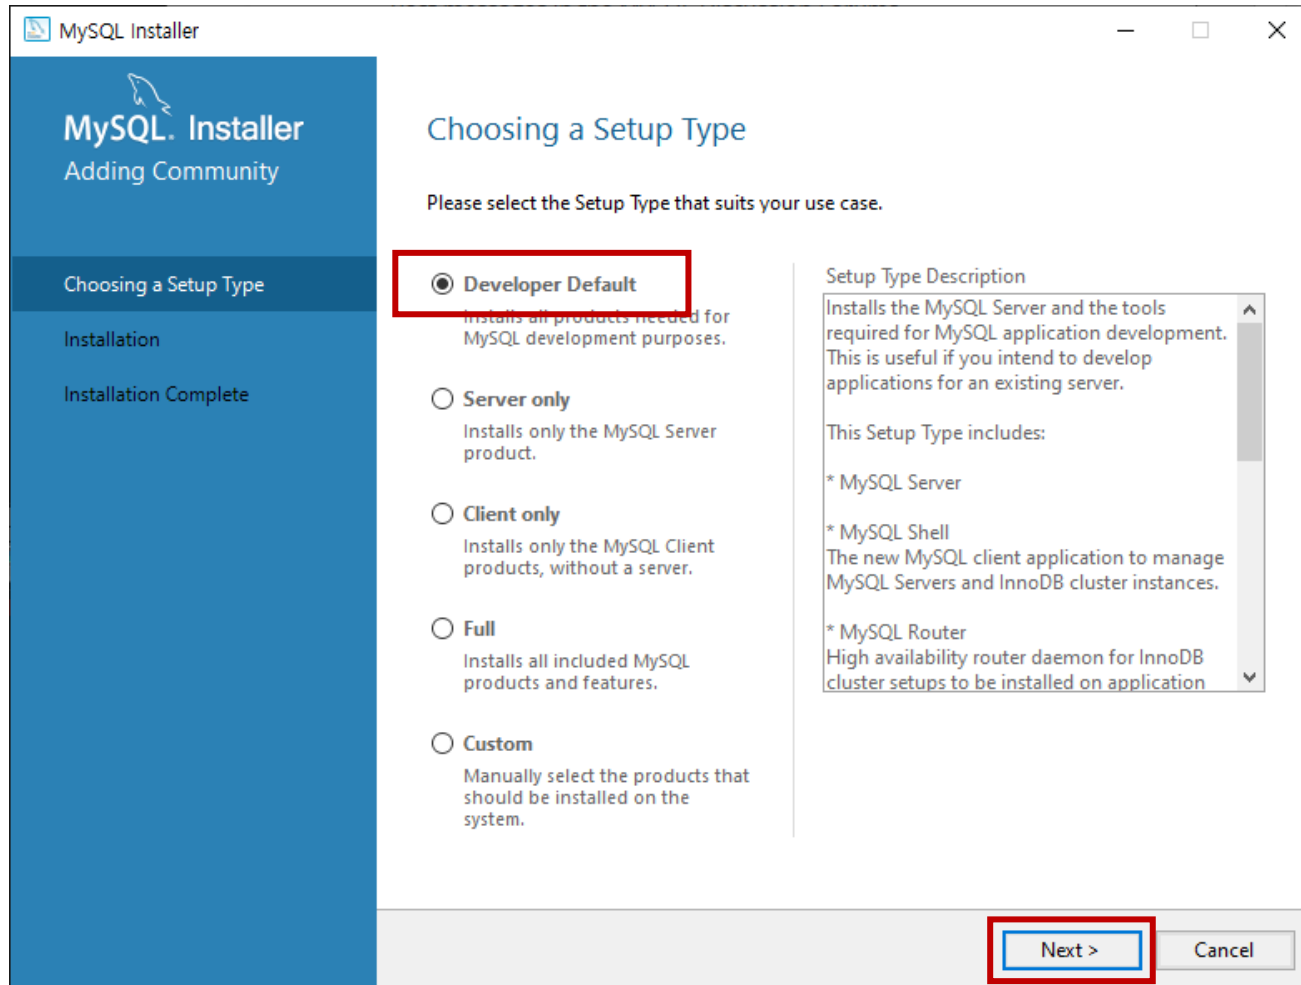 MySQL Installer
MySQL. Installer
Adding Community
Choosing a Setup Type
Installation
Installation Complete
Choosing a Setup Type
Please select the Setup Type that suits your use case.
Developer Default
Installs all products needed for
MySQL development purposes.
Server only
Installs only the MySQL Server
product.
Client only
Installs only the MySQL Client
products, without a server.
Full
Installs all included MySQL
products and features.
Custom
Manually select the products that
should be installed on the
system.
Setup Type Description
Installs the MySQL Server and the tools
required for MySQL application development.
This is useful if you intend to develop
applications for an existing server.
This Setup Type includes:
* MySQL Server
* MySQL Shell
The new MySQL client application to manage
MySQL Servers and InnoDB cluster instances.
* MySQL Router
High availability router daemon for InnoDB
cluster setups to be installed on application
Next >
Cancel